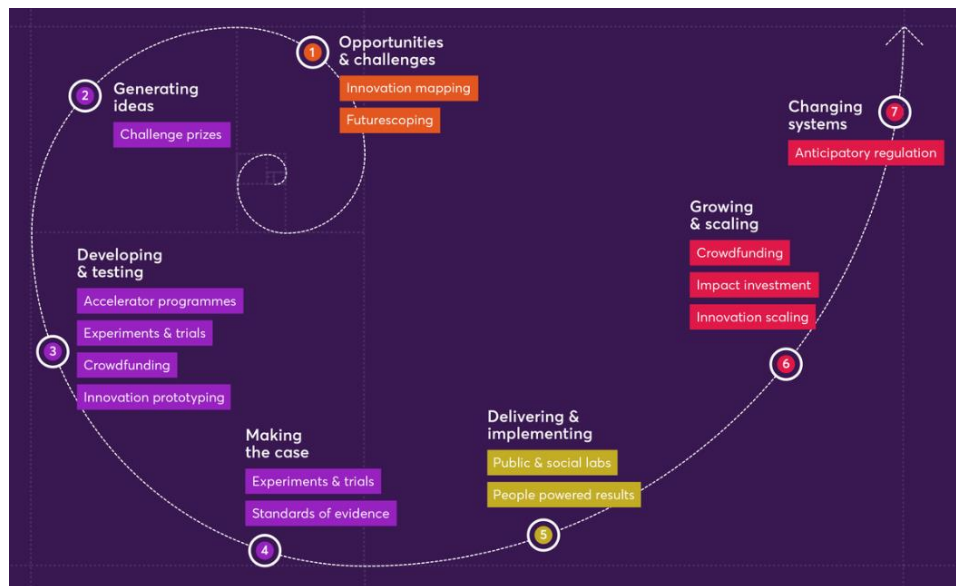 1
Opportunities
& challenges
Innovation mapping
Futurescoping
2
Generating
ideas
Challenge prizes
Developing
& testing
Accelerator programmes
Experiments & trials
3
Crowdfunding
Innovation prototyping
Making
the case
Experiments & trials
Standards of evidence
4
Delivering &
implementing
Public & social labs
People powered results
5
Growing
& scaling
Crowdfunding
Impact investment
Innovation scaling
6
Changing
systems
7
Anticipatory regulation